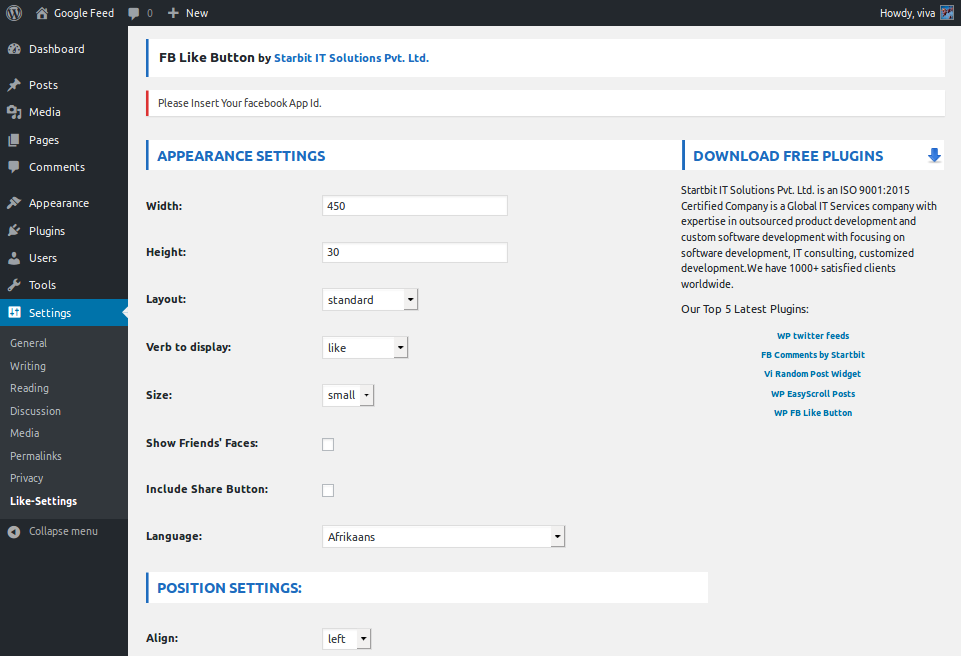 Google Feed 0 New Howdy, viva
Dashboard
Posts
Media
Pages
Comments
Appearance
Plugins
Users
Tools
Settings
General
Writing
Reading
Discussion
Media
Permalinks
Privacy
Like-Settings
Collapse menu
FB Like Button by Starbit IT Solutions Pvt. Ltd.
Please Insert Your facebook App Id.
APPEARANCE SETTINGS
Width: 450
Height: 30
Layout: standard
Verb to display: like
Size: small
Show Friends' Faces:
Include Share Button:
Language: Afrikaans
POSITION SETTINGS:
Align: left
DOWNLOAD FREE PLUGINS
Startbit IT Solutions Pvt. Ltd. is an ISO 9001:2015
Certified Company is a Global IT Services company with
expertise in outsourced product development and
custom software development with focusing on
software development, IT consulting, customized
development.We have 1000+ satisfied clients
worldwide.
Our Top 5 Latest Plugins:
WP twitter feeds
FB Comments by Startbit
Vi Random Post Widget
WP EasyScroll Posts
WP FB Like Button